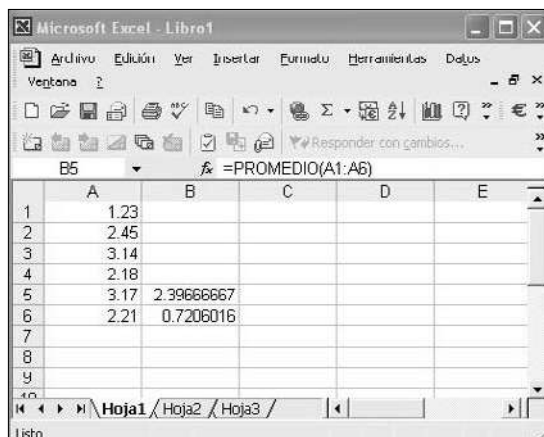 Microsoft Excel - Libro1
Archivo Edición Ver Insertar Formato Herramientas Datos
Ventana ?
Responder con cambios...
B5 fx =PROMEDIO(A1:A6)
A B C D E
1 1.23
2 2.45
3 3.14
4 2.18
5 3.17 2.39666667
6 2.21 0.7206016
7
8
9
10
Hoja1 / Hoja2 / Hoja3 /
Listo